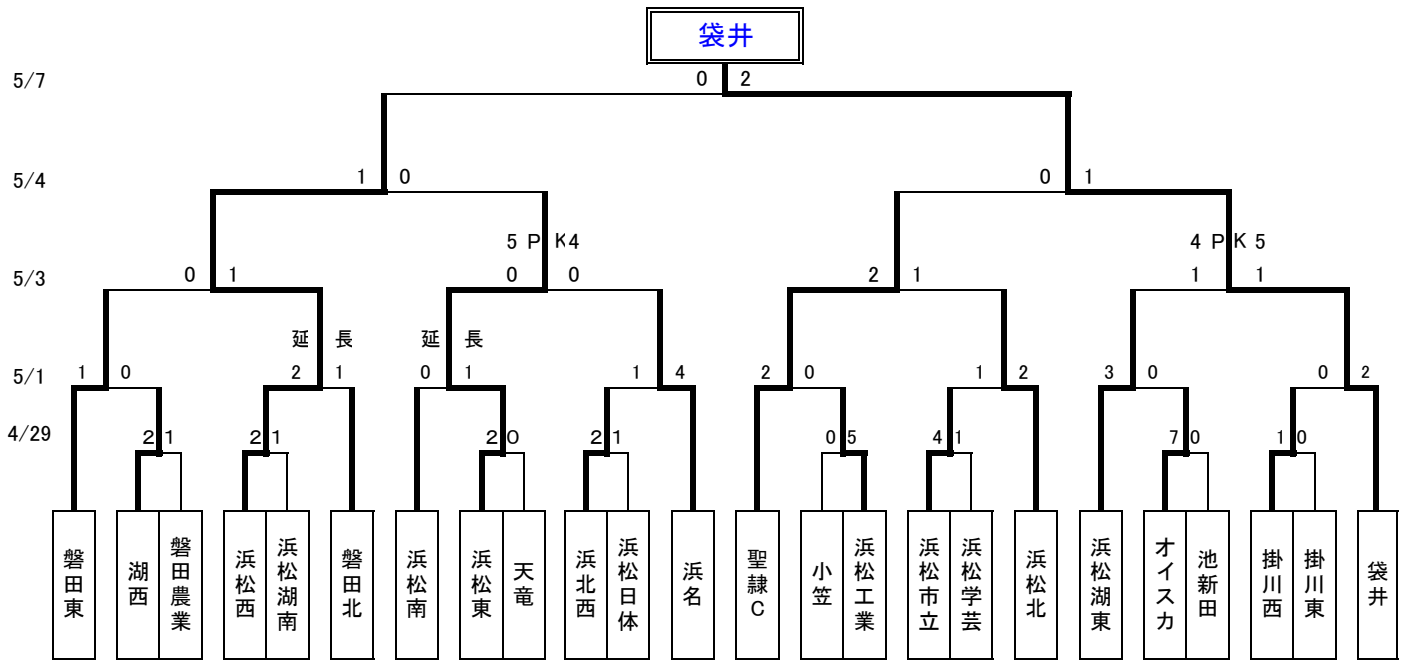 袋井
5/7
0 2
5/4
1 0
0 1
5 PK 4
4 PK 5
5/3
0 1
0 0
2 1
1 1
延長
延長
5/1
1 0
2 1
0 1
1 4
2 0
1 2
3 0
0 2
4/29
2 1
2 1
2 0
2 1
0 5
4 1
7 0
1 0
磐田東
湖西
磐田農業
浜松西
浜松湖南
磐田北
浜松南
浜松東
天竜
浜北西
浜松日体
浜名
聖隷C
小笠
浜松工業
浜松市立
浜松学芸
浜松北
浜松湖東
オイスカ
池新田
掛川西
掛川東
袋井